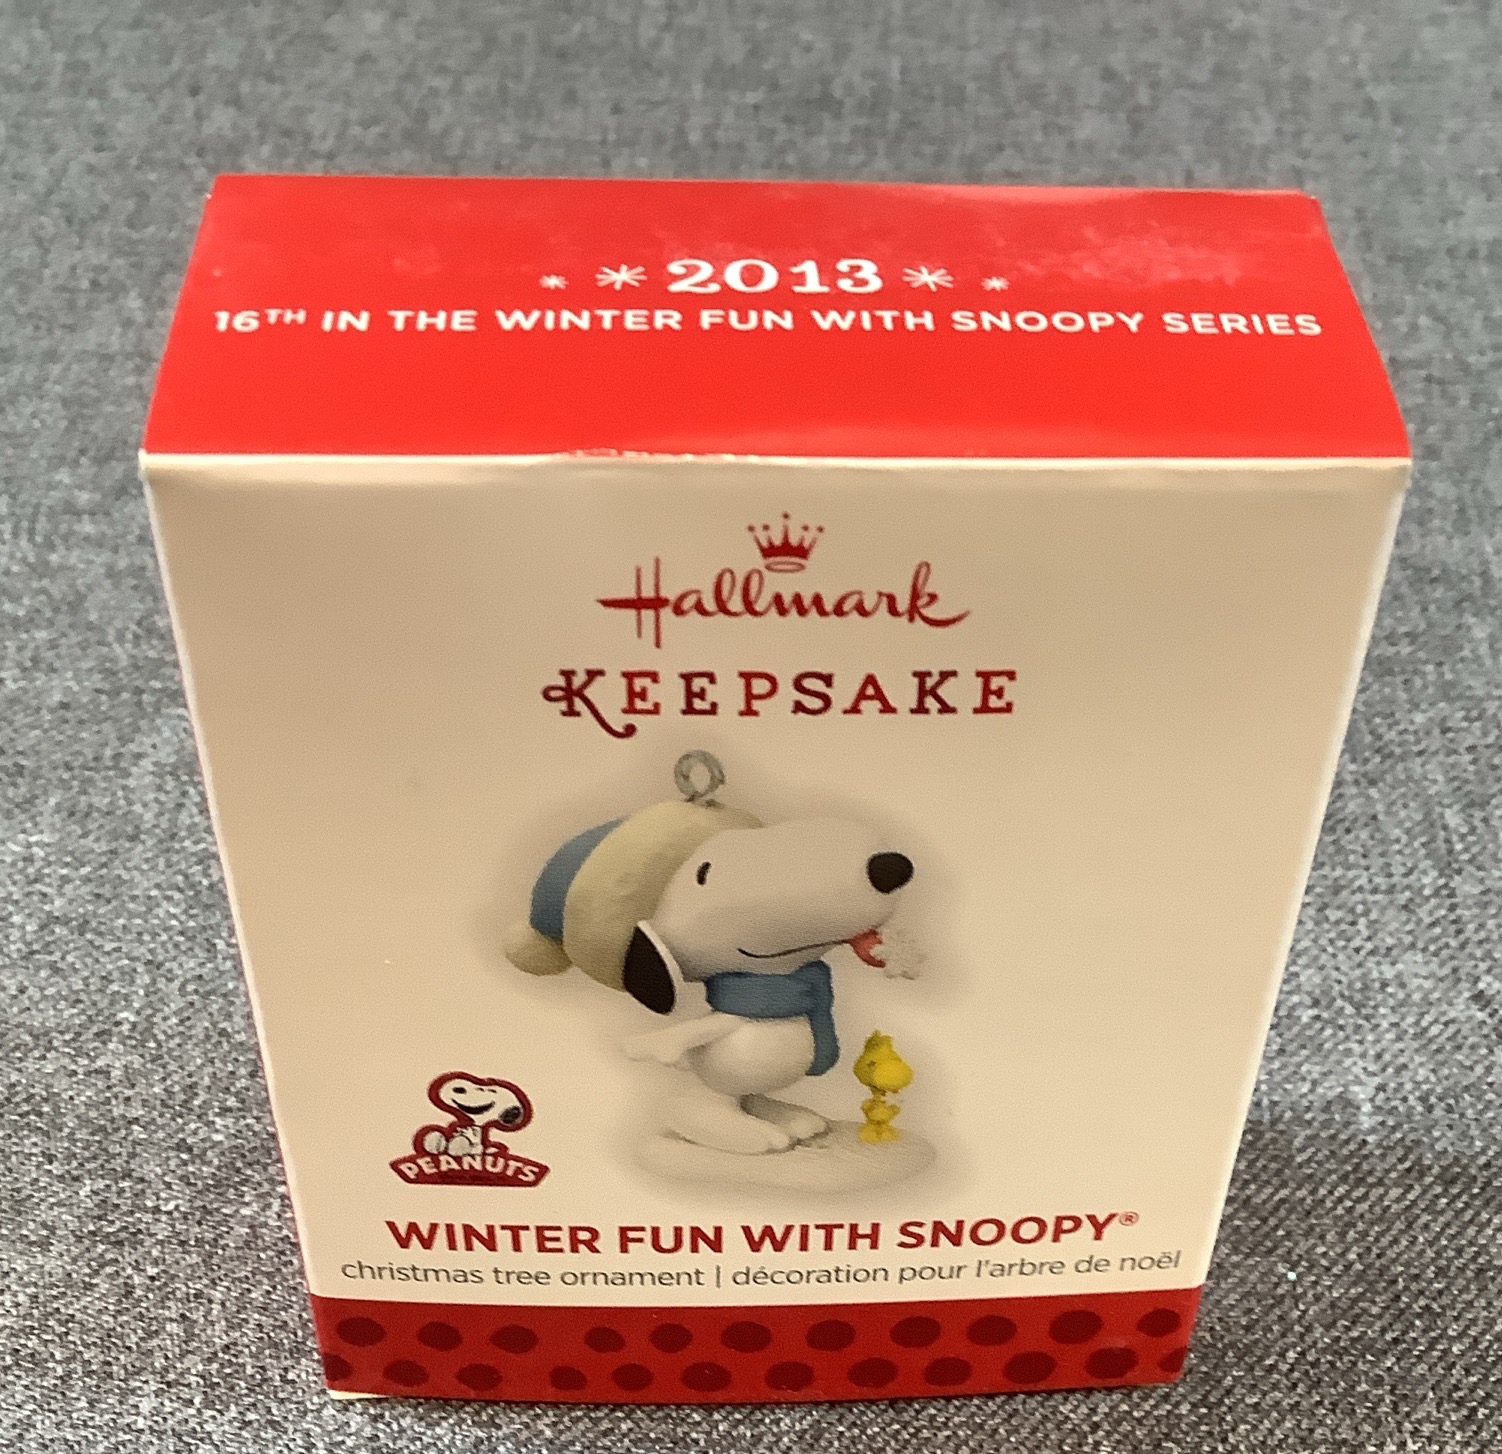 * * 2013 * *
16TH IN THE WINTER FUN WITH SNOOPY SERIES
Hallmark
KEEPSAKE
PEANUTS
WINTER FUN WITH SNOOPY®
christmas tree ornament | décoration pour l'arbre de noël